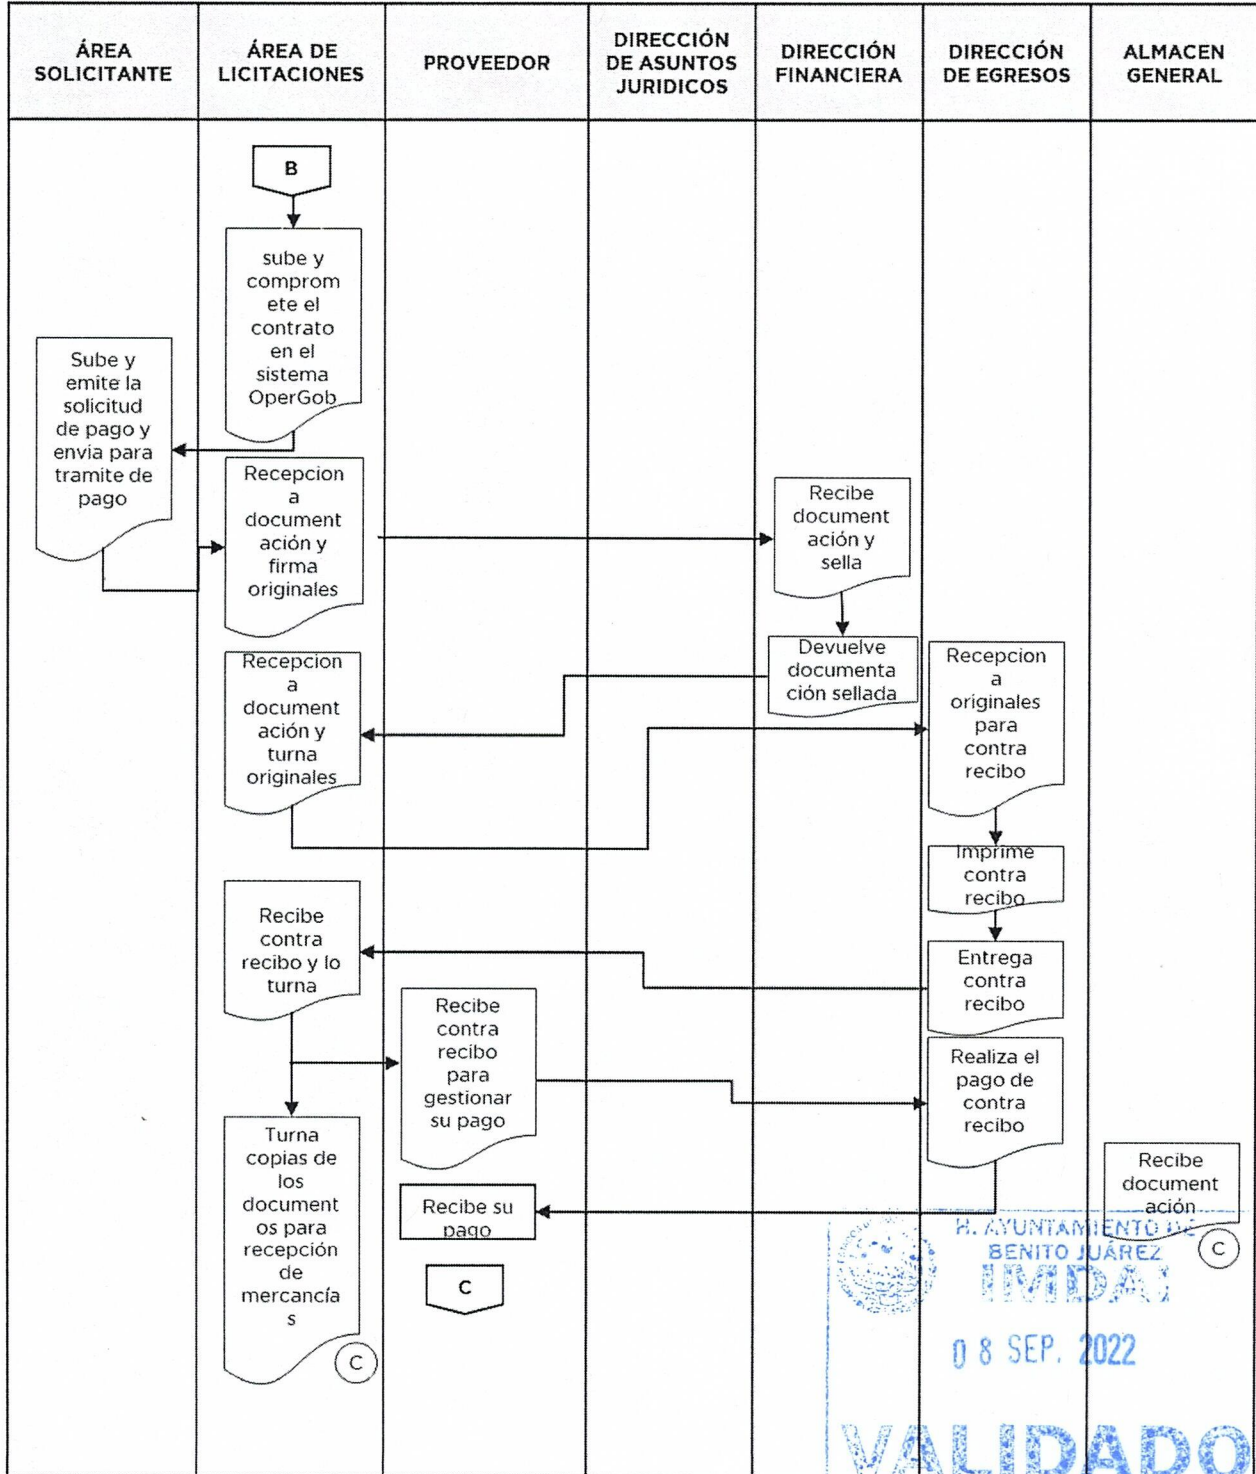 ÁREA
SOLICITANTE
ÁREA DE
LICITACIONES
PROVEEDOR
DIRECCIÓN
DE ASUNTOS
JURIDICOS
DIRECCIÓN
FINANCIERA
DIRECCIÓN
DE EGRESOS
ALMACEN
GENERAL
B
sube y
comprom
ete el
contrato
en el
sistema
OperGob
Sube y
emite la
solicitud
de pago y
envia para
tramite de
pago
Recepcion
a
document
ación y
firma
originales
Recibe
document
ación y
sella
Devuelve
documenta
ción sellada
Recepcion
a
document
ación y
turna
originales
Recepcion
a
originales
para
contra
recibo
Imprime
contra
recibo
Entrega
contra
recibo
Recibe
contra
recibo y lo
turna
Recibe
contra
recibo
para
gestionar
su pago
Realiza el
pago de
contra
recibo
Turna
copias de
los
document
os para
recepción
de
mercancía
s
C
Recibe su
pago
C
Recibe
document
ación
C
H. AYUNTAMIENTO DE
BENITO JUÁREZ
IMDAI
08 SEP. 2022
VALIDADO